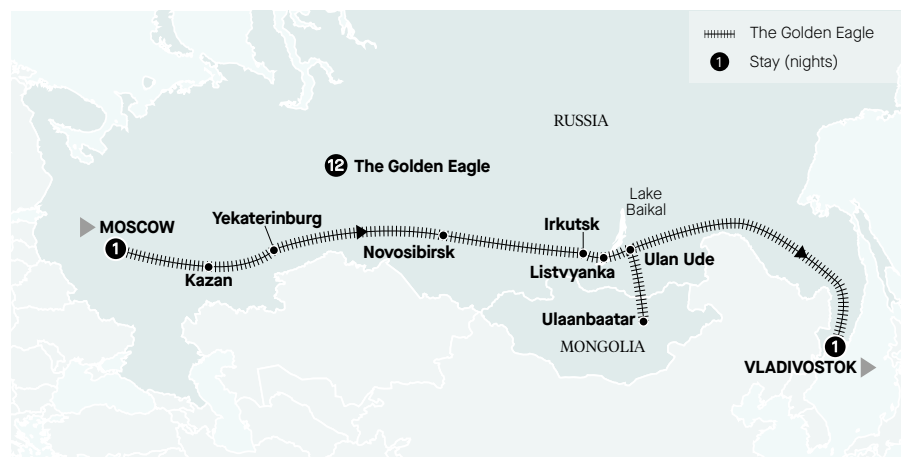 The Golden Eagle
1 Stay (nights)
RUSSIA
12 The Golden Eagle
Lake
Baikal
MOSCOW
1
Yekaterinburg
Irkutsk
Novosibirsk
Kazan
Listvyanka
Ulan Ude
Ulaanbaatar
MONGOLIA
1
VLADIVOSTOK